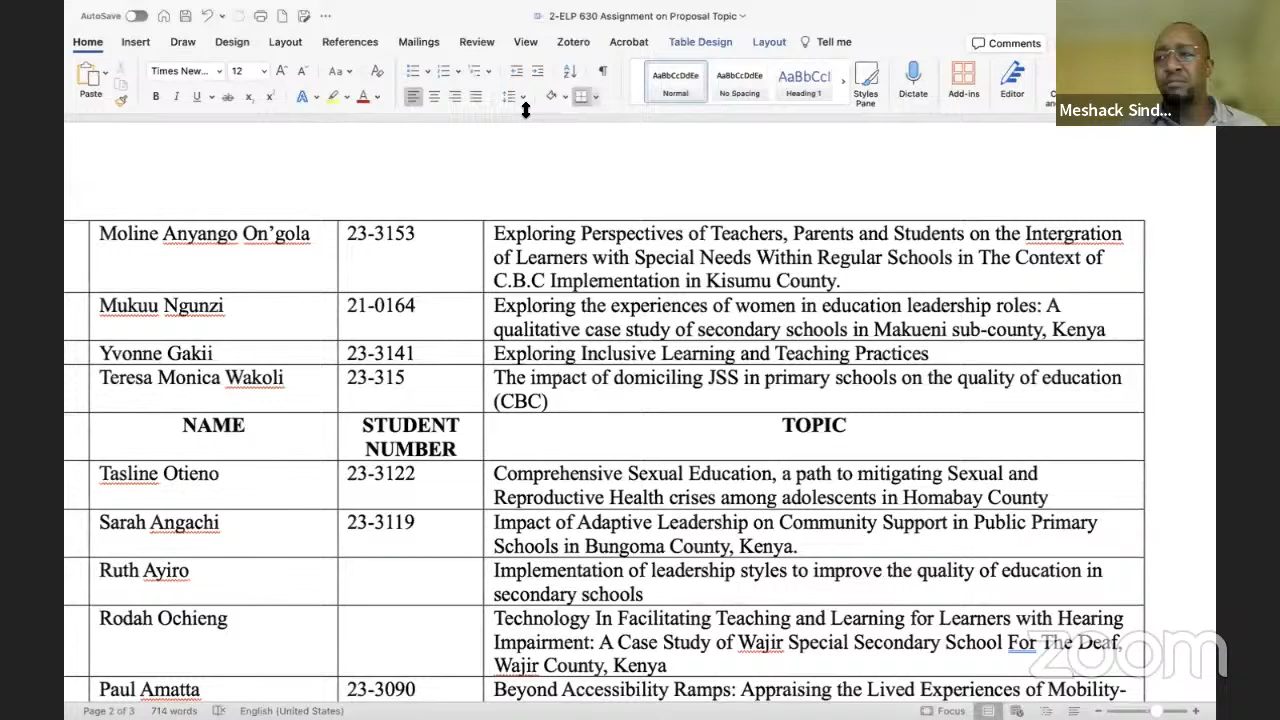 AutoSave
2-ELP 630 Assignment on Proposal Topic
Home Insert Draw Design Layout References Mailings Review View Zotero Acrobat Table Design Layout Tell me
Comments
Paste
Times New...
12
Aa
B I U ab x x
A A
AaBbCcDdEe
Normal
AaBbCcDdEe
No Spacing
AaBbCcI
Heading 1
Styles
Pane
Dictate
Add-ins
Editor
Meshack Sind...
Moline Anyango On’gola 23-3153 Exploring Perspectives of Teachers, Parents and Students on the Intergration
of Learners with Special Needs Within Regular Schools in The Context of
C.B.C Implementation in Kisumu County.
Mukuu Ngunzi 21-0164 Exploring the experiences of women in education leadership roles: A
qualitative case study of secondary schools in Makueni sub-county, Kenya
Yvonne Gakii 23-3141 Exploring Inclusive Learning and Teaching Practices
Teresa Monica Wakoli 23-315 The impact of domiciling JSS in primary schools on the quality of education
(CBC)
NAME STUDENT NUMBER TOPIC
Tasline Otieno 23-3122 Comprehensive Sexual Education, a path to mitigating Sexual and
Reproductive Health crises among adolescents in Homabay County
Sarah Angachi 23-3119 Impact of Adaptive Leadership on Community Support in Public Primary
Schools in Bungoma County, Kenya.
Ruth Ayiro Implementation of leadership styles to improve the quality of education in
secondary schools
Rodah Ochieng Technology In Facilitating Teaching and Learning for Learners with Hearing
Impairment: A Case Study of Wajir Special Secondary School For The Deaf,
Wajir County, Kenya
Paul Amatta 23-3090 Beyond Accessibility Ramps: Appraising the Lived Experiences of Mobility-
zoom
Page 2 of 3 714 words English (United States) Focus